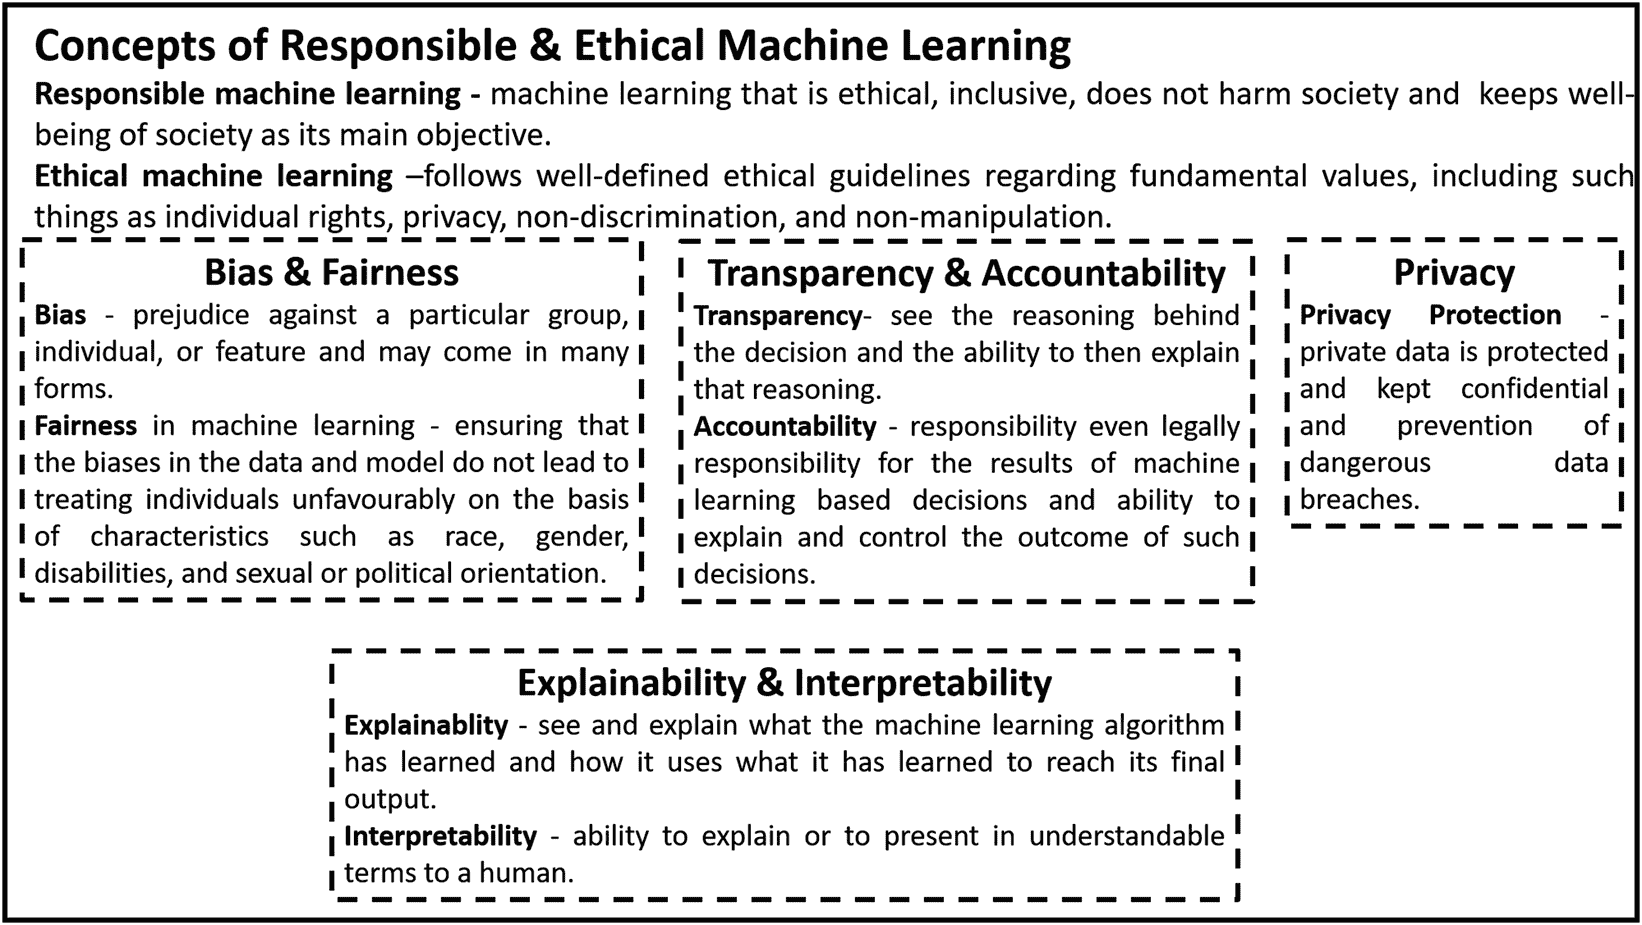 Concepts of Responsible & Ethical Machine Learning
Responsible machine learning - machine learning that is ethical, inclusive, does not harm society and keeps well-
being of society as its main objective.
Ethical machine learning –follows well-defined ethical guidelines regarding fundamental values, including such
things as individual rights, privacy, non-discrimination, and non-manipulation.
Bias & Fairness
Bias - prejudice against a particular group,
individual, or feature and may come in many
forms.
Fairness in machine learning - ensuring that
the biases in the data and model do not lead to
treating individuals unfavourably on the basis
of characteristics such as race, gender,
disabilities, and sexual or political orientation.
Transparency & Accountability
Transparency- see the reasoning behind
the decision and the ability to then explain
that reasoning.
Accountability - responsibility even legally
responsibility for the results of machine
learning based decisions and ability to
explain and control the outcome of such
decisions.
Privacy
Privacy Protection -
private data is protected
and kept confidential
and prevention of
dangerous data
breaches.
Explainability & Interpretability
Explainablity - see and explain what the machine learning algorithm
has learned and how it uses what it has learned to reach its final
output.
Interpretability - ability to explain or to present in understandable
terms to a human.